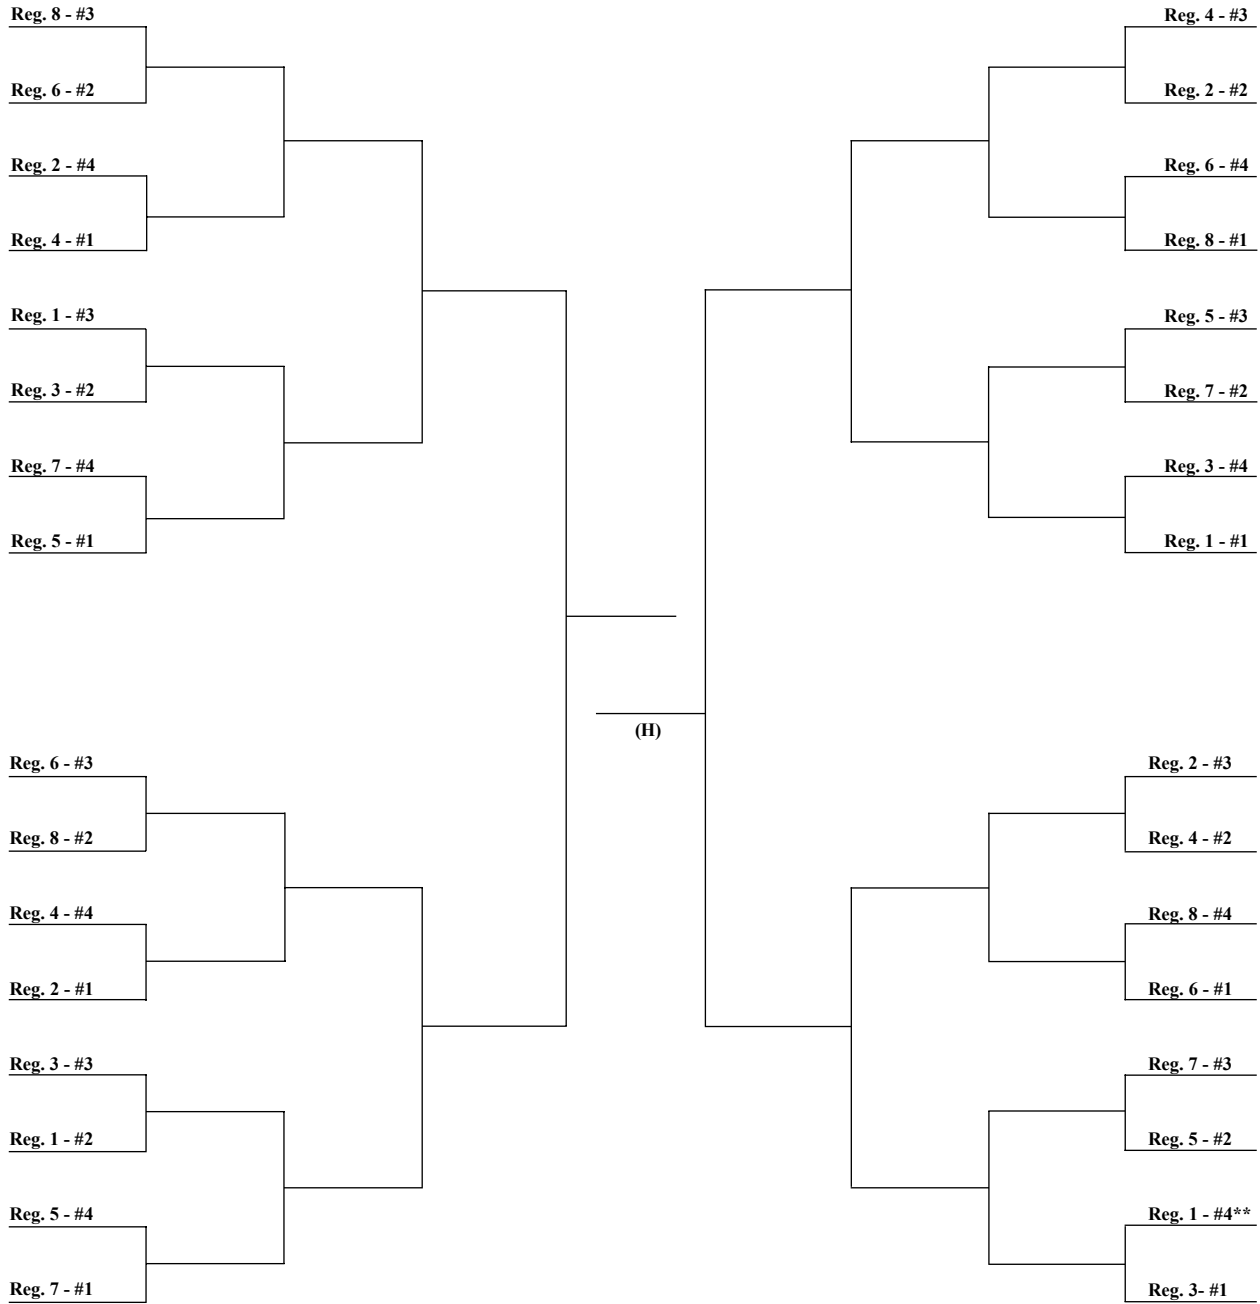 Reg. 8 - #3
Reg. 6 - #2
Reg. 2 - #4
Reg. 4 - #1
Reg. 1 - #3
Reg. 3 - #2
Reg. 7 - #4
Reg. 5 - #1
Reg. 6 - #3
Reg. 8 - #2
Reg. 4 - #4
Reg. 2 - #1
Reg. 3 - #3
Reg. 1 - #2
Reg. 5 - #4
Reg. 7 - #1
(H)
Reg. 4 - #3
Reg. 2 - #2
Reg. 6 - #4
Reg. 8 - #1
Reg. 5 - #3
Reg. 7 - #2
Reg. 3 - #4
Reg. 1 - #1
Reg. 2 - #3
Reg. 4 - #2
Reg. 8 - #4
Reg. 6 - #1
Reg. 7 - #3
Reg. 5 - #2
Reg. 1 - #4**
Reg. 3- #1